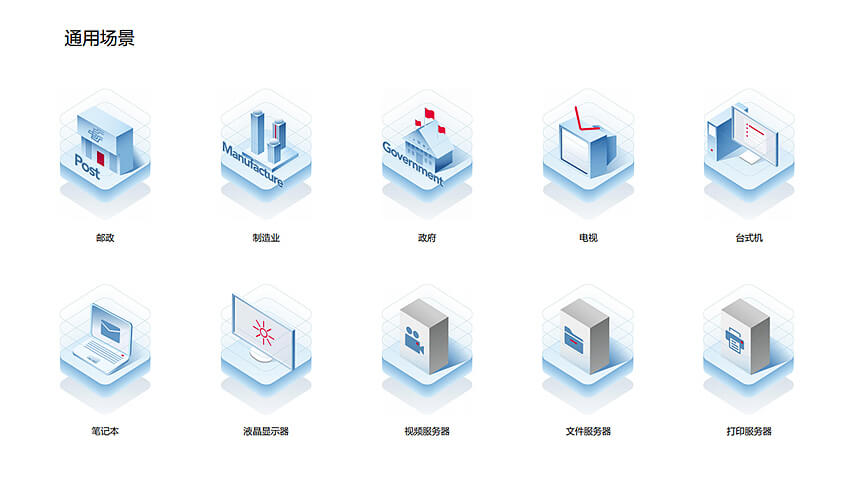 通用场景
Post
Manufacture
Government
邮政
制造业
政府
电视
台式机
笔记本
液晶显示器
视频服务器
文件服务器
打印服务器